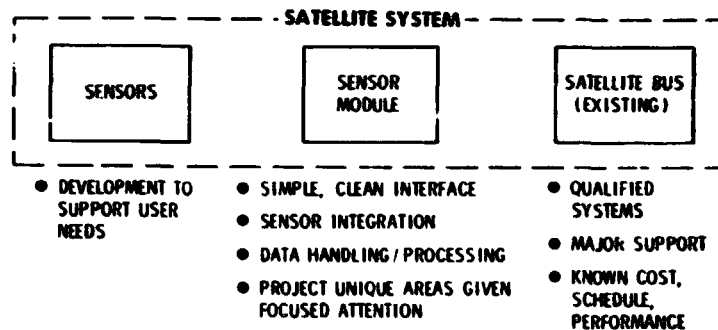 SATELLITE SYSTEM
SENSORS
SENSOR
MODULE
SATELLITE BUS
(EXISTING)
● DEVELOPMENT TO
SUPPORT USER
NEEDS
● SIMPLE, CLEAN INTERFACE
● SENSOR INTEGRATION
● DATA HANDLING/PROCESSING
● PROJECT UNIQUE AREAS GIVEN
FOCUSED ATTENTION
● QUALIFIED
SYSTEMS
● MAJOR SUPPORT
● KNOWN COST,
SCHEDULE,
PERFORMANCE